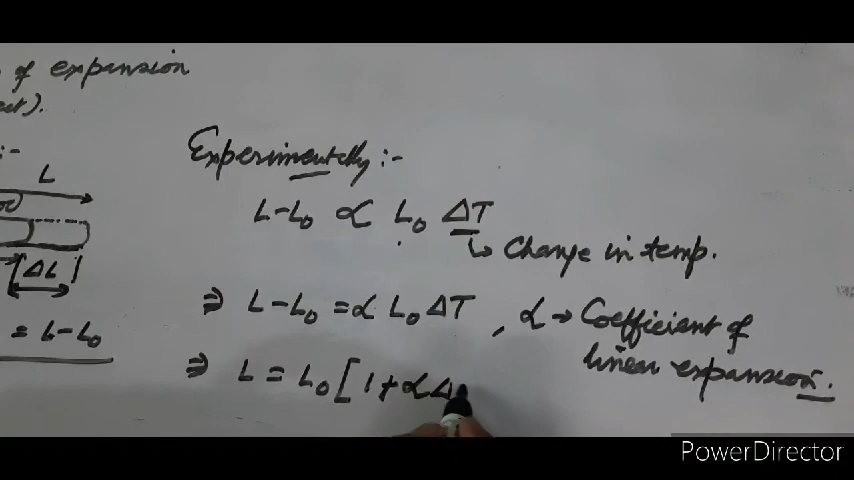 of expansion
Experimentally :-
L
L-L₀ ∝ L₀ ΔT
↳ Change in temp.
ΔL
⇒ L-L₀ = α L₀ ΔT , α → Coefficient of
linear expansion.
= L-L₀
⇒ L = L₀ [1+αΔ
PowerDirector